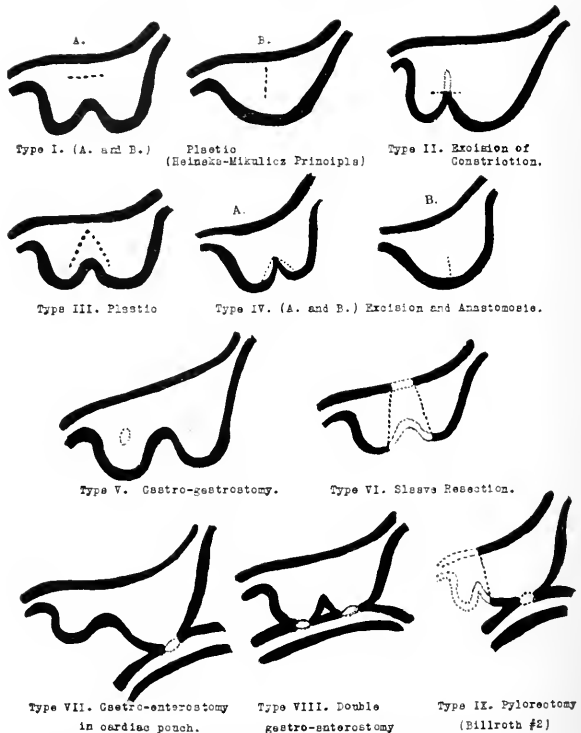 A. B.
Type I. (A. and B.) Plastic Type II. Excision of
(Heineke-Mikulicz Principle) Constriction.
A. B.
Type III. Plastic Type IV. (A. and B.) Excision and Anastomosis.
Type V. Gastro-gastrostomy. Type VI. Sleeve Resection.
Type VII. Gastro-enterostomy Type VIII. Double Type IX. Pylorectomy
in cardiac pouch. gastro-enterostomy (Billroth #2)